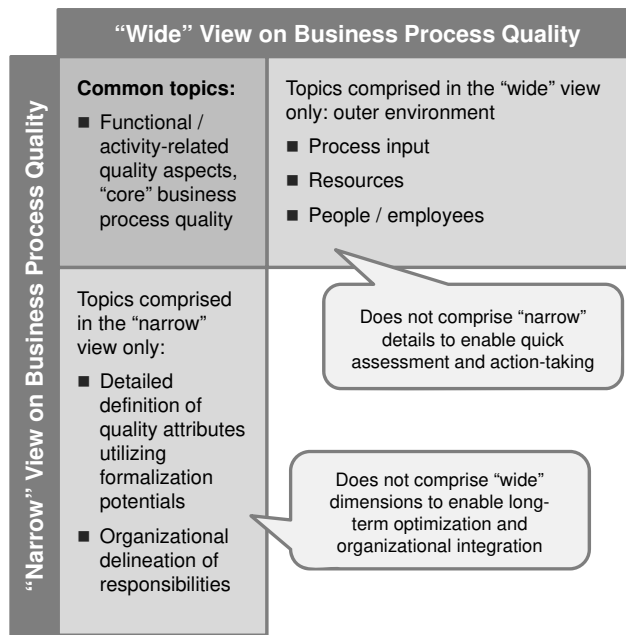 “Wide” View on Business Process Quality
“Narrow” View on Business Process Quality
Common topics:
■ Functional /
activity-related
quality aspects,
“core” business
process quality
Topics comprised in the “wide” view
only: outer environment
■ Process input
■ Resources
■ People / employees
Does not comprise “narrow”
details to enable quick
assessment and action-taking
Topics comprised
in the “narrow”
view only:
■ Detailed
definition of
quality attributes
utilizing
formalization
potentials
■ Organizational
delineation of
responsibilities
Does not comprise “wide”
dimensions to enable long-
term optimization and
organizational integration